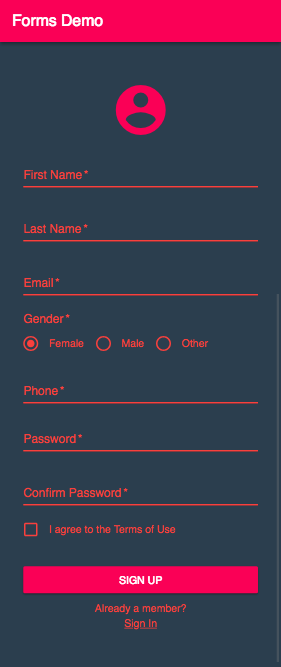 Forms Demo
First Name *
Last Name *
Email *
Gender *
Female Male Other
Phone *
Password *
Confirm Password *
I agree to the Terms of Use
SIGN UP
Already a member?
Sign In